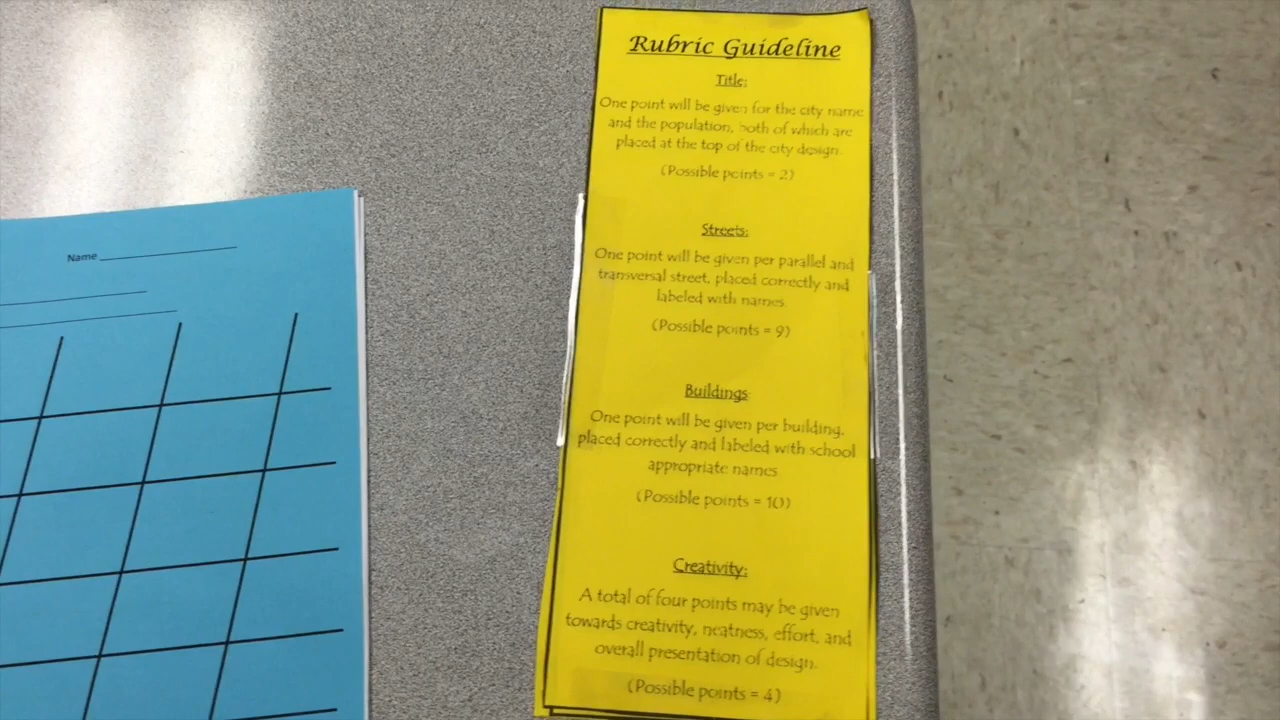 Rubric Guideline
Title:
One point will be given for the city name
and the population, both of which are
placed at the top of the city design.
(Possible points = 2)
Streets:
One point will be given per parallel and
transversal street, placed correctly and
labeled with names.
(Possible points = 9)
Buildings:
One point will be given per building,
placed correctly and labeled with school
appropriate names.
(Possible points = 10)
Creativity:
A total of four points may be given
towards creativity, neatness, effort, and
overall presentation of design.
(Possible points = 4)
Name